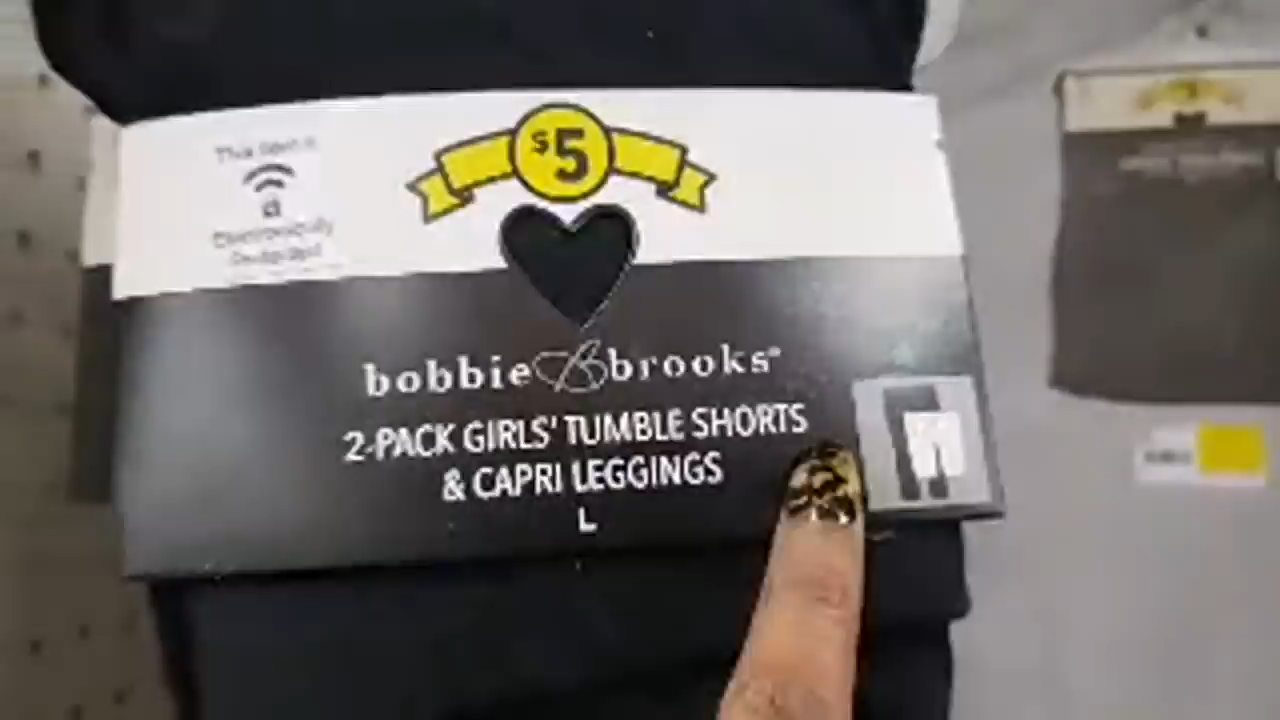 $5
This item is
Electronically
bobbie B brooks®
2-PACK GIRLS' TUMBLE SHORTS
& CAPRI LEGGINGS
L